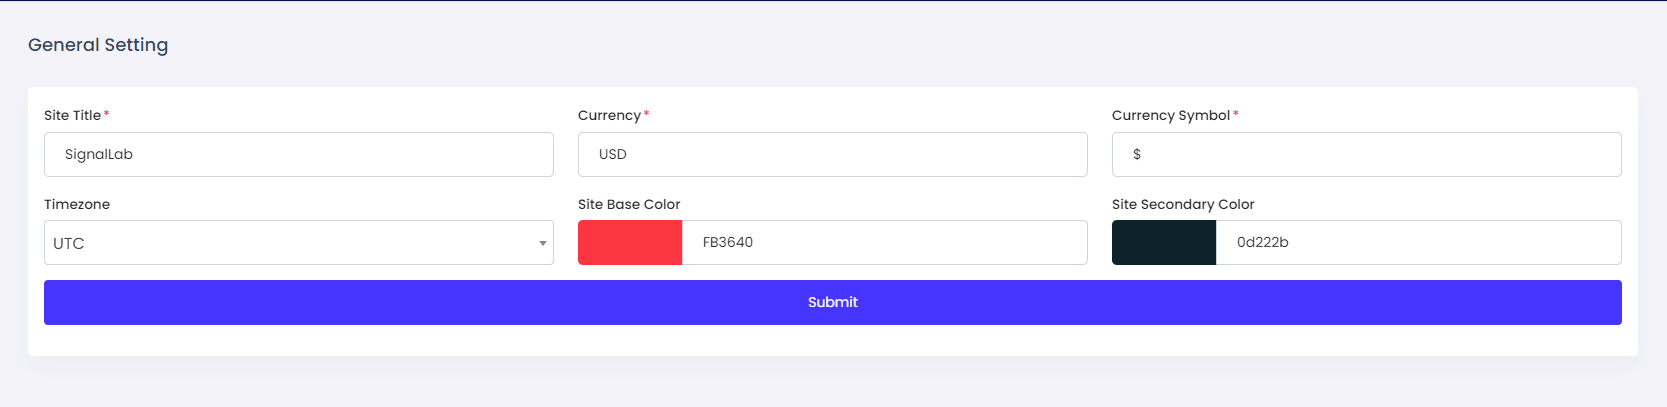 General Setting
Site Title * Currency * Currency Symbol *
SignalLab USD $
Timezone Site Base Color Site Secondary Color
UTC FB3640 0d222b
Submit